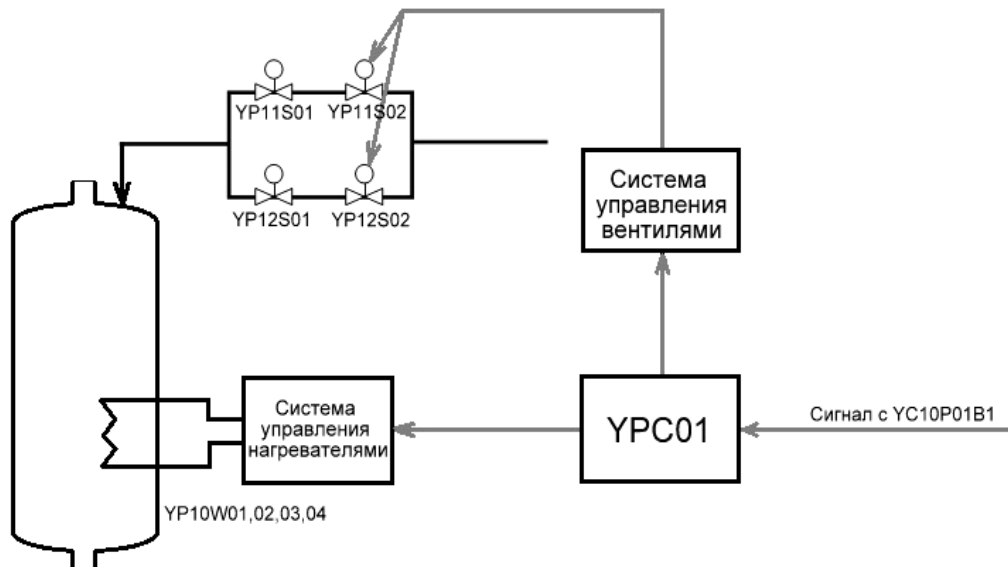 YP11S01
YP11S02
YP12S01
YP12S02
Система
управления
вентилями
Система
управления
нагревателями
YPC01
Сигнал с YC10P01B1
YP10W01,02,03,04